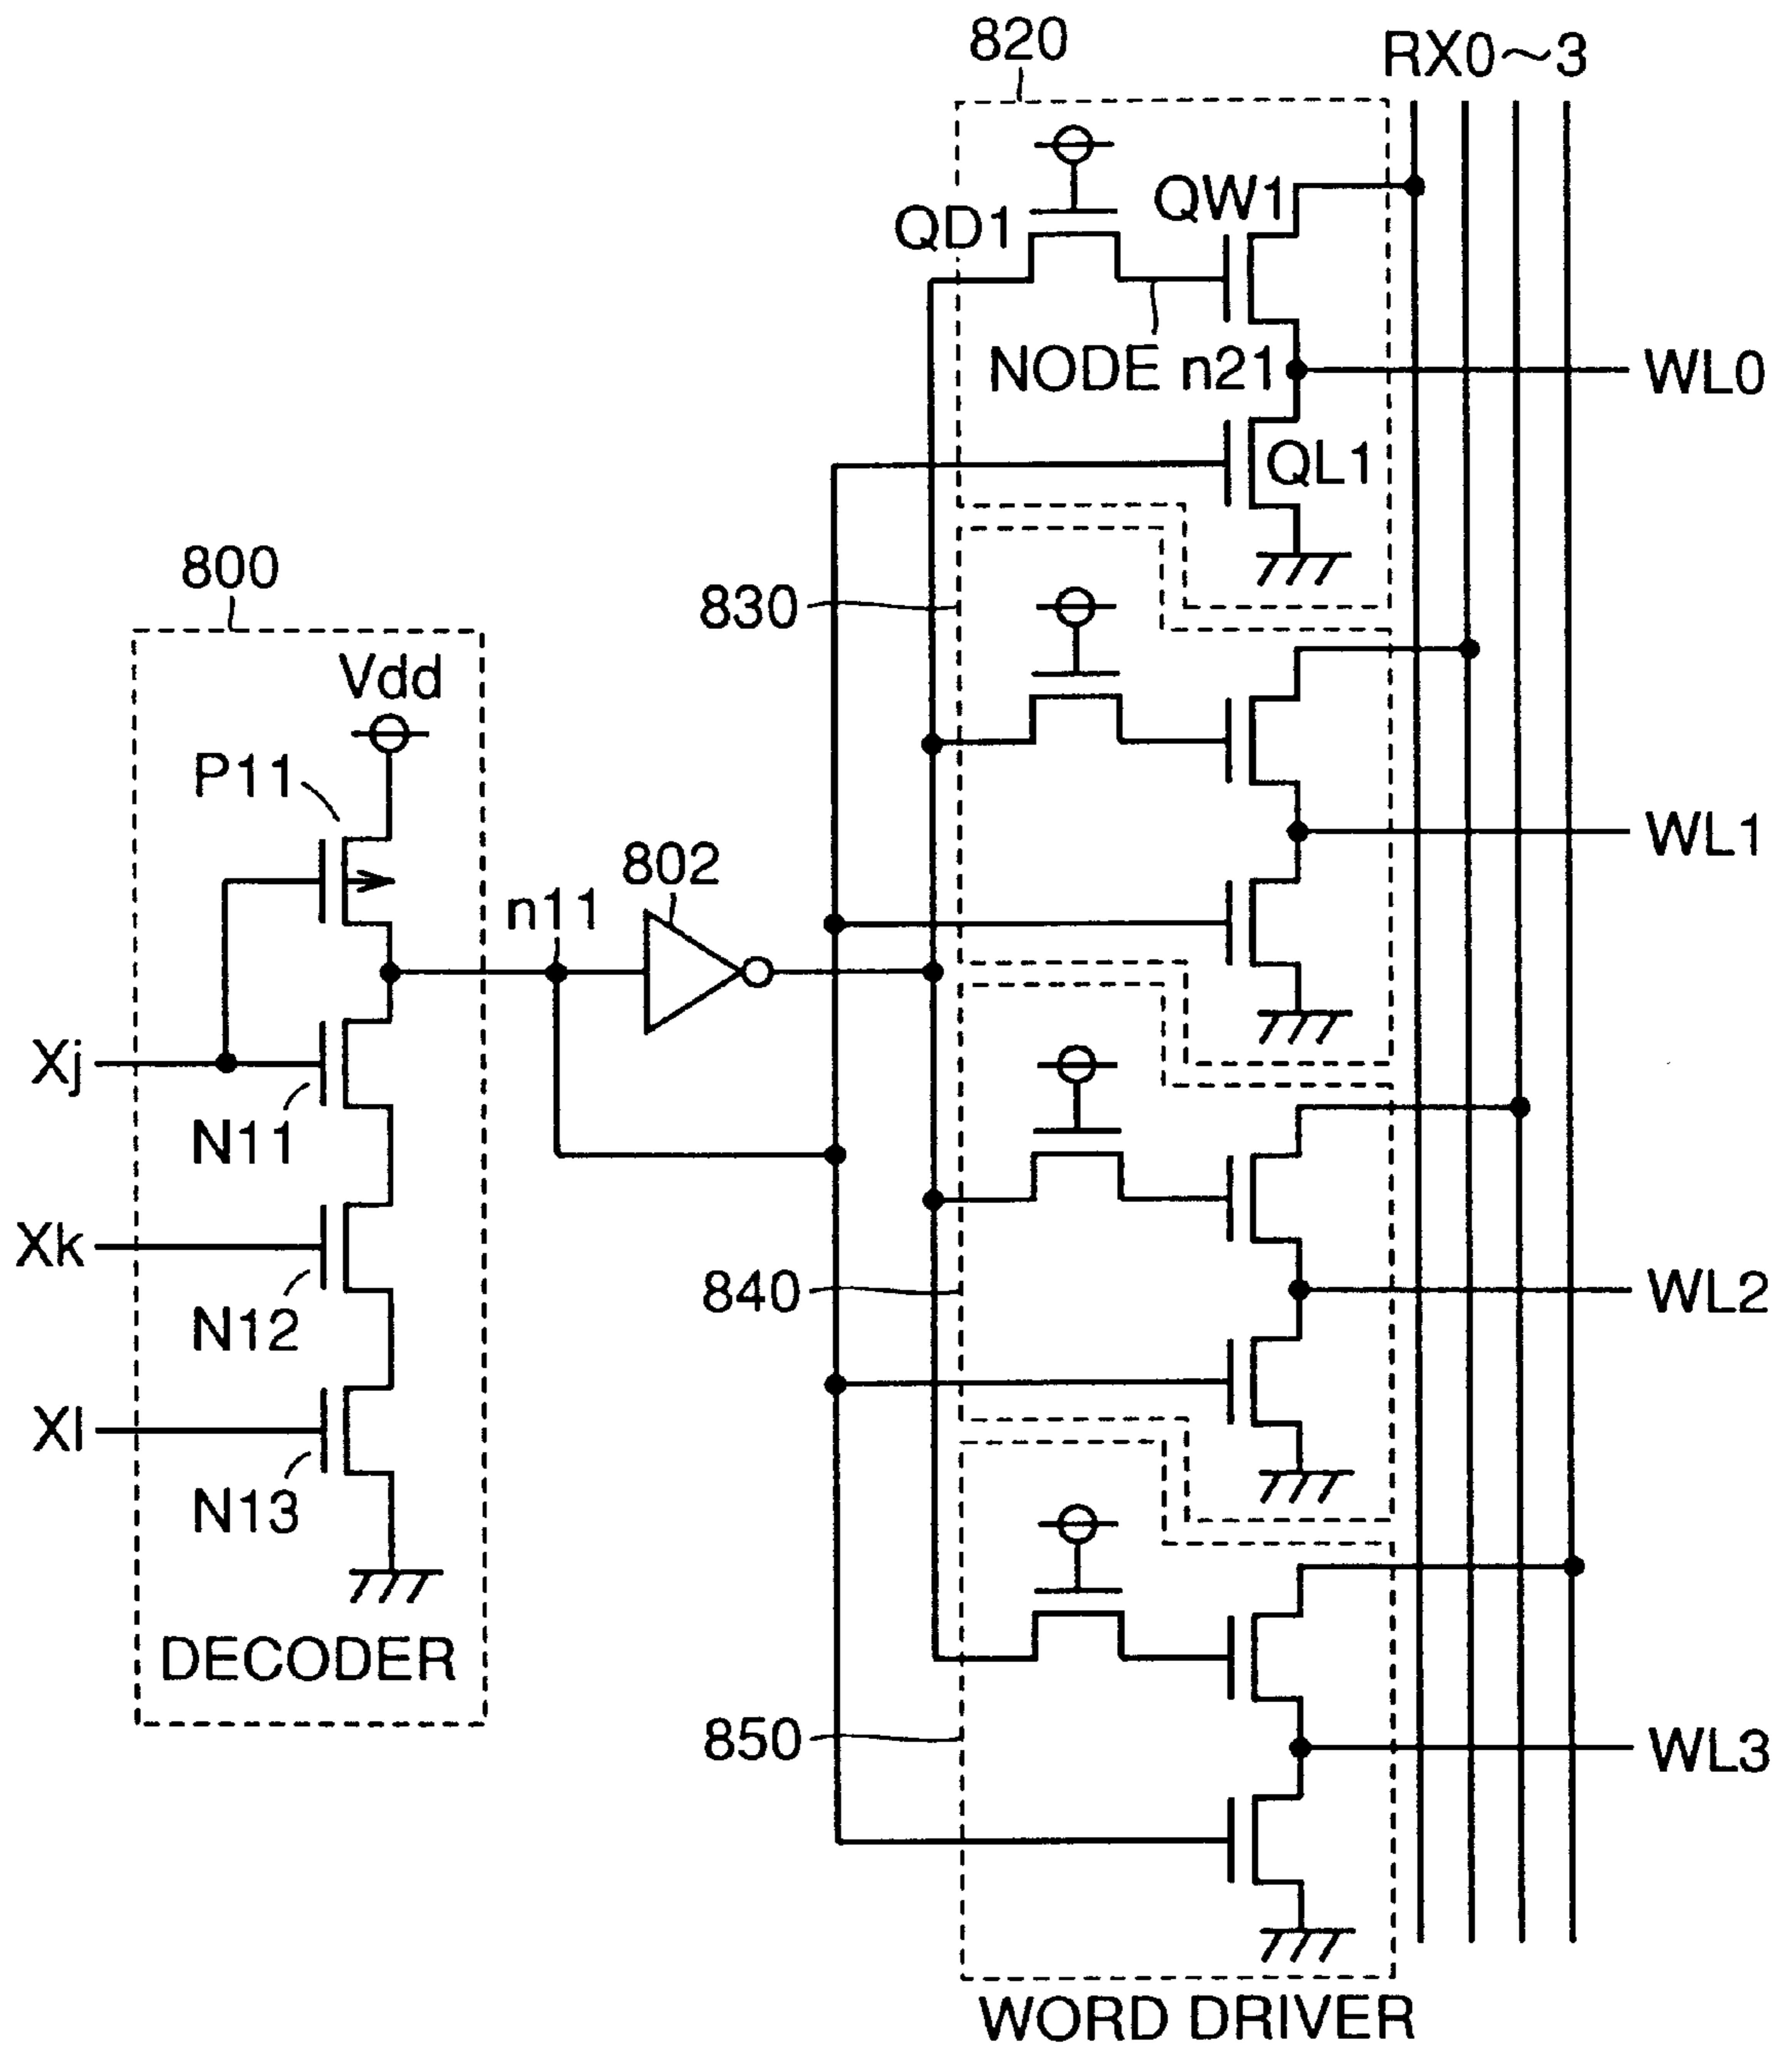 820
RX0~3
QD1
QW1
NODE n21
WL0
QL1
800
830
Vdd
P11
n11
802
WL1
Xj
N11
Xk
N12
840
WL2
Xl
N13
DECODER
850
WL3
WORD DRIVER